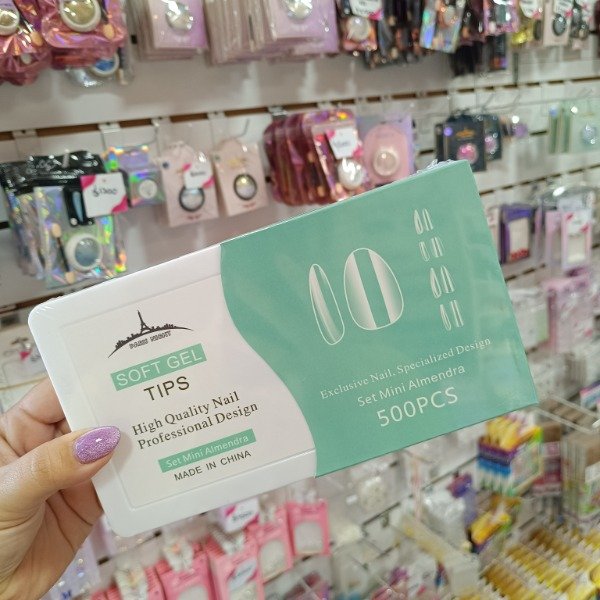 PARIS NIGHT
SOFT GEL
TIPS
High Quality Nail
Professional Design
Set Mini Almendra
MADE IN CHINA
Exclusive Nail, Specialized Design
Set Mini Almendra
500PCS